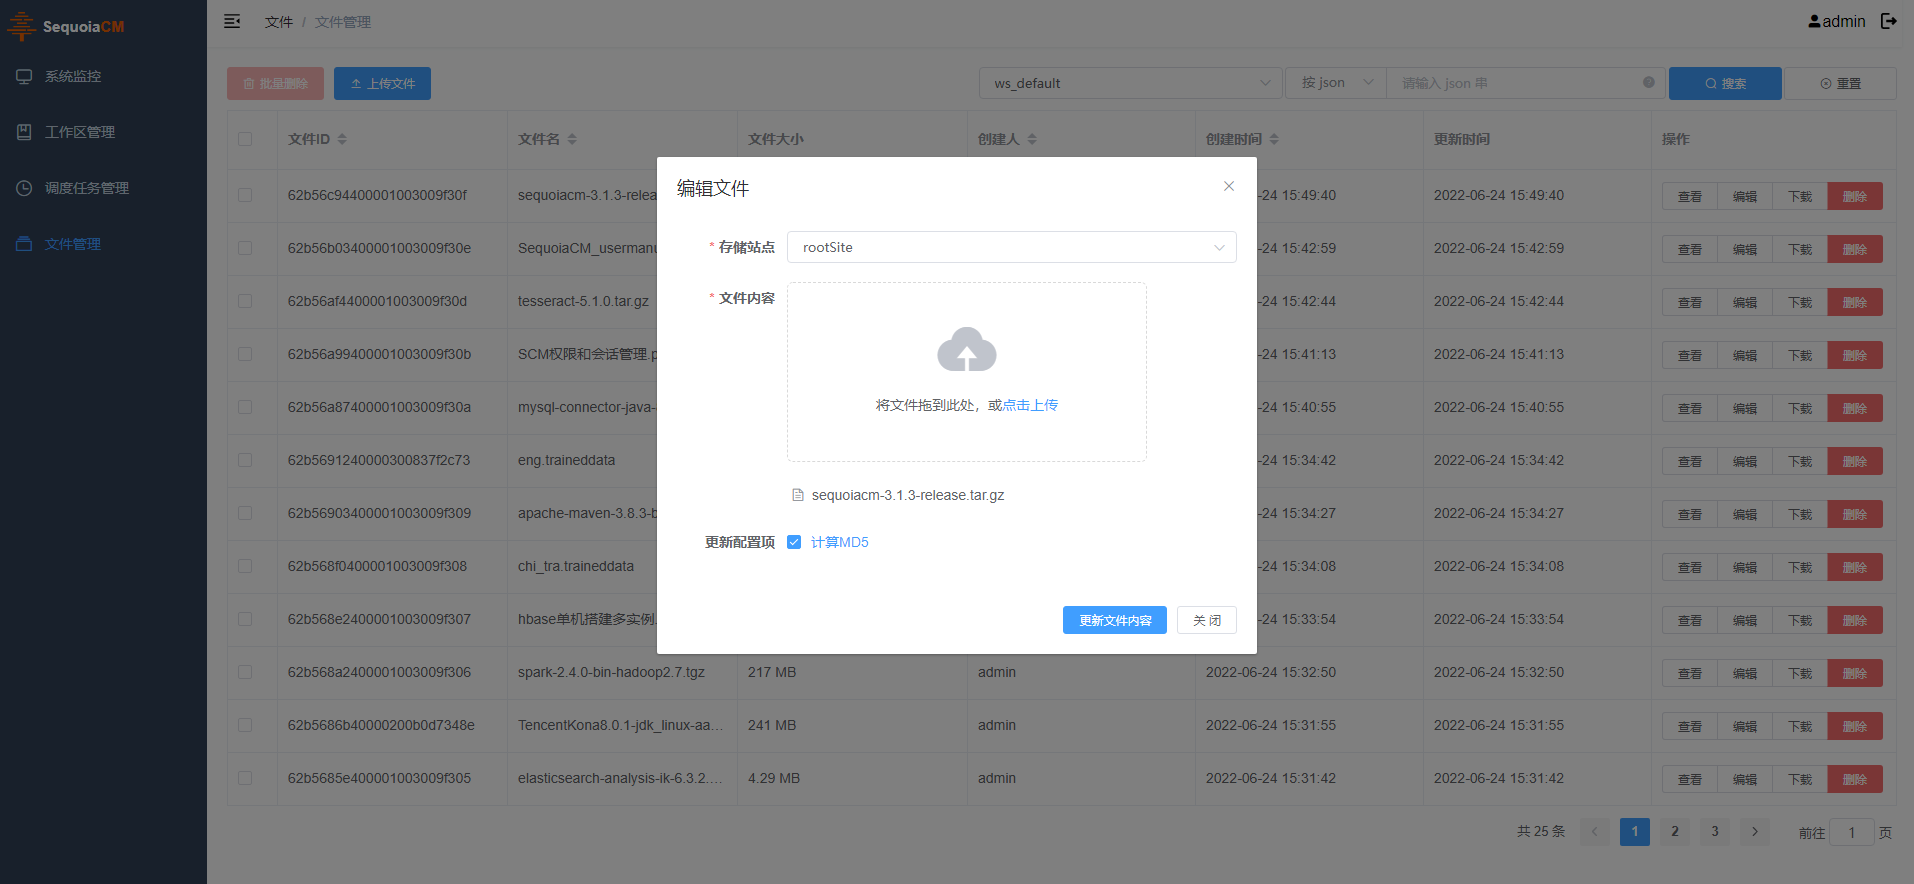 SequoiaCM
系统监控
工作区管理
调度任务管理
文件管理
文件 / 文件管理
admin
批量删除 上传文件 ws_default 按 json 请输入 json 串 搜索 重置
文件ID 文件名 文件大小 创建人 创建时间 更新时间 操作
62b56c94400001003009f30f sequoiacm-3.1.3-relea -24 15:49:40 2022-06-24 15:49:40 查看 编辑 下载 删除
62b56b03400001003009f30e SequoiaCM_usermanu -24 15:42:59 2022-06-24 15:42:59 查看 编辑 下载 删除
62b56af4400001003009f30d tesseract-5.1.0.tar.gz -24 15:42:44 2022-06-24 15:42:44 查看 编辑 下载 删除
62b56a99400001003009f30b SCM权限和会话管理.p -24 15:41:13 2022-06-24 15:41:13 查看 编辑 下载 删除
62b56a87400001003009f30a mysql-connector-java- -24 15:40:55 2022-06-24 15:40:55 查看 编辑 下载 删除
62b5691240000300837f2c73 eng.traineddata -24 15:34:42 2022-06-24 15:34:42 查看 编辑 下载 删除
62b56903400001003009f309 apache-maven-3.8.3-b -24 15:34:27 2022-06-24 15:34:27 查看 编辑 下载 删除
62b568f0400001003009f308 chi_tra.traineddata -24 15:34:08 2022-06-24 15:34:08 查看 编辑 下载 删除
62b568e2400001003009f307 hbase单机搭建多实例. -24 15:33:54 2022-06-24 15:33:54 查看 编辑 下载 删除
62b568a2400001003009f306 spark-2.4.0-bin-hadoop2.7.tgz 217 MB admin 2022-06-24 15:32:50 2022-06-24 15:32:50 查看 编辑 下载 删除
62b5686b40000200b0d7348e TencentKona8.0.1-jdk_linux-aa... 241 MB admin 2022-06-24 15:31:55 2022-06-24 15:31:55 查看 编辑 下载 删除
62b5685e400001003009f305 elasticsearch-analysis-ik-6.3.2.... 4.29 MB admin 2022-06-24 15:31:42 2022-06-24 15:31:42 查看 编辑 下载 删除
共 25 条 1 2 3 前往 1 页
编辑文件
* 存储站点 rootSite
* 文件内容
将文件拖到此处，或点击上传
sequoiacm-3.1.3-release.tar.gz
更新配置项 计算MD5
更新文件内容 关 闭